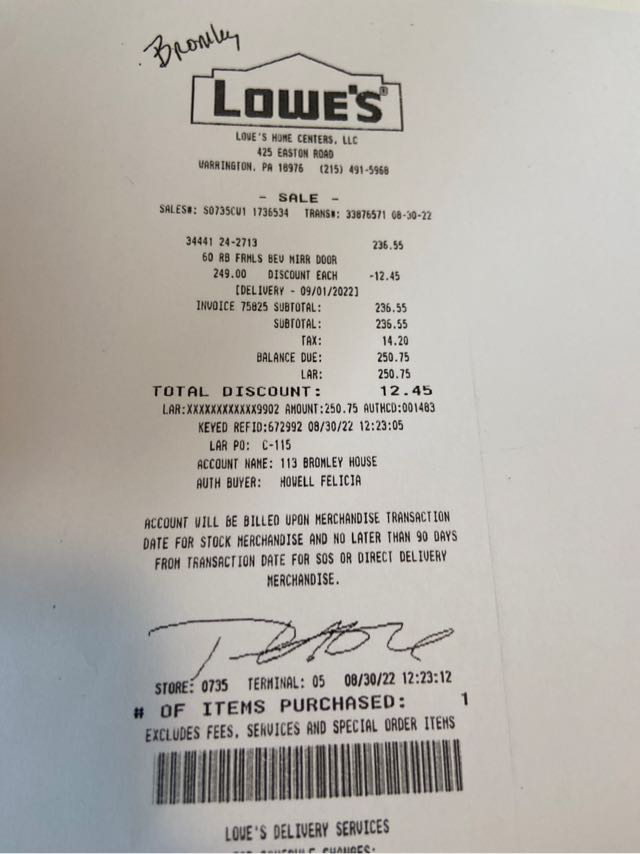 Bromley
LOWE'S®
LOWE'S HOME CENTERS, LLC
425 EASTON ROAD
WARRINGTON, PA 18976 (215) 491-5968
- SALE -
SALES#: S0735CU1 1736534 TRANS#: 33876571 08-30-22
34441 24-2713 236.55
60 RB FRMLS BEV MIRR DOOR
249.00 DISCOUNT EACH -12.45
[DELIVERY - 09/01/2022]
INVOICE 75825 SUBTOTAL: 236.55
SUBTOTAL: 236.55
TAX: 14.20
BALANCE DUE: 250.75
LAR: 250.75
TOTAL DISCOUNT: 12.45
LAR:XXXXXXXXXXXX9902 AMOUNT:250.75 AUTHCD:001483
KEYED REFID:672992 08/30/22 12:23:05
LAR PO: C-115
ACCOUNT NAME: 113 BROMLEY HOUSE
AUTH BUYER: HOWELL FELICIA
ACCOUNT WILL BE BILLED UPON MERCHANDISE TRANSACTION
DATE FOR STOCK MERCHANDISE AND NO LATER THAN 90 DAYS
FROM TRANSACTION DATE FOR SOS OR DIRECT DELIVERY
MERCHANDISE.
STORE: 0735 TERMINAL: 05 08/30/22 12:23:12
# OF ITEMS PURCHASED: 1
EXCLUDES FEES, SERVICES AND SPECIAL ORDER ITEMS
LOWE'S DELIVERY SERVICES
FOR SCHEDULE CHANGES: